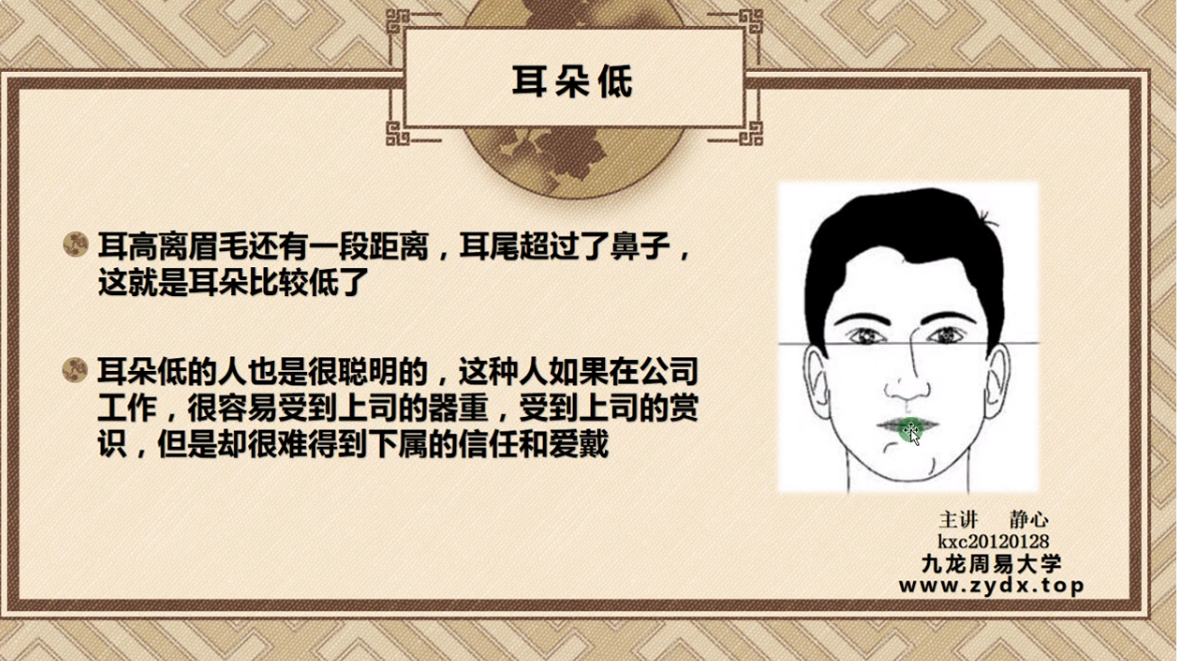 耳朵低
耳高离眉毛还有一段距离，耳尾超过了鼻子，
这就是耳朵比较低了
耳朵低的人也是很聪明的，这种人如果在公司
工作，很容易受到上司的器重，受到上司的赏
识，但是却很难得到下属的信任和爱戴
主讲 静心
kxc20120128
九龙周易大学
www.zydx.top